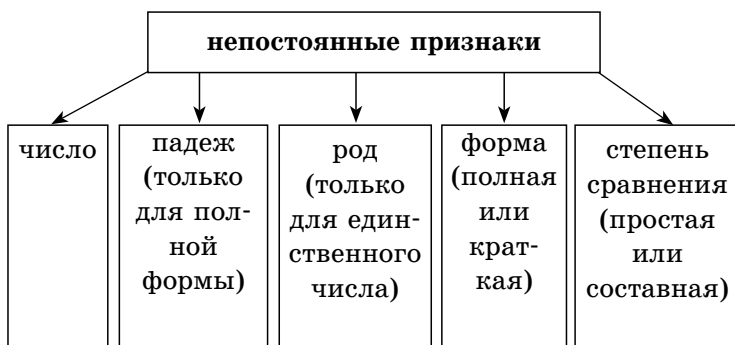 непостоянные признаки
число
падеж
(только
для пол-
ной
формы)
род
(только
для един-
ственного
числа)
форма
(полная
или
крат-
кая)
степень
сравнения
(простая
или
составная)